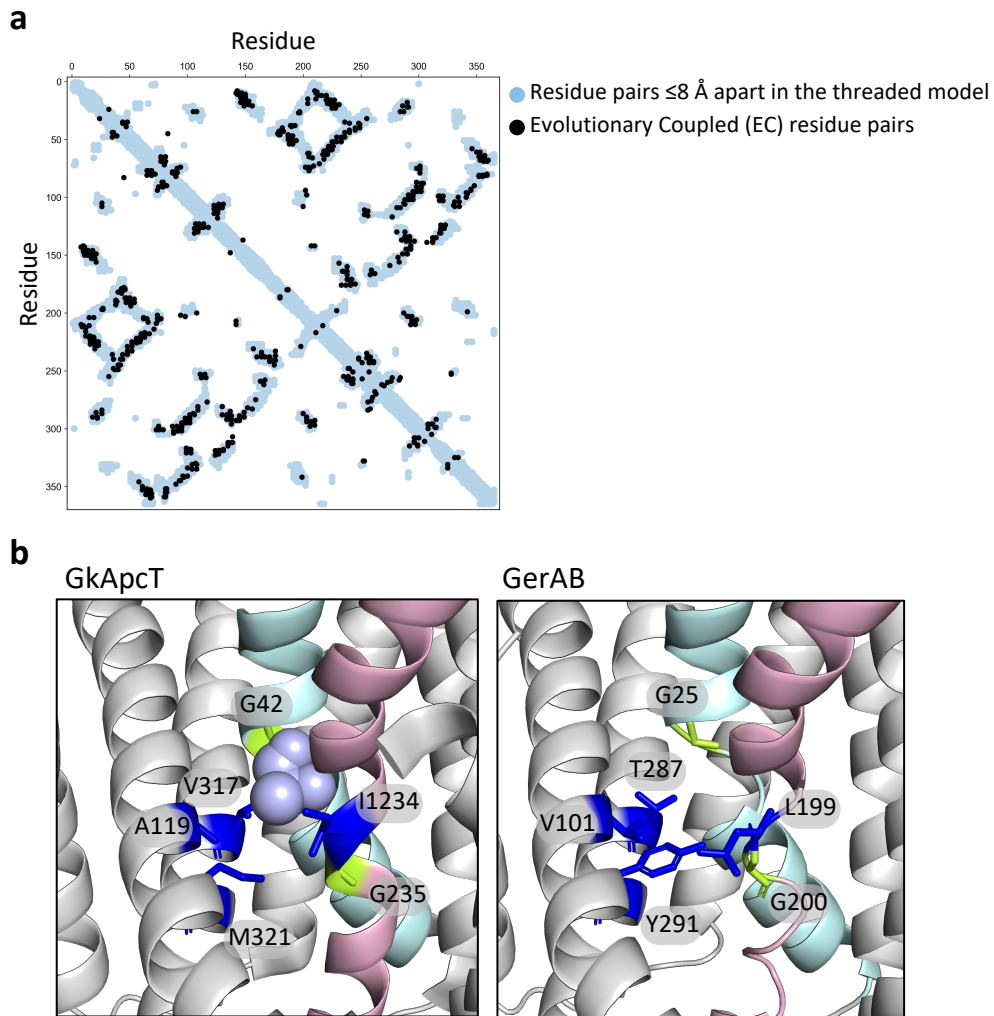 a
Residue
0 50 100 150 200 250 300 350
0
50
100
150
200
250
300
350
Residue
Residue pairs ≤8 Å apart in the threaded model
Evolutionary Coupled (EC) residue pairs
b
GkApcT
G42
V317
A119
I1234
G235
M321
GerAB
G25
T287
V101
L199
Y291
G200